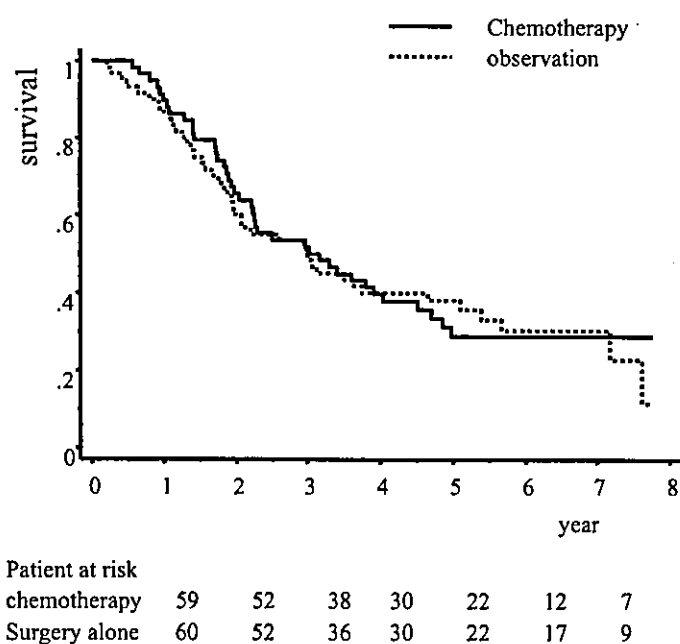 Chemotherapy
observation
survival
1
.8
.6
.4
.2
0
0 1 2 3 4 5 6 7 8
year
Patient at risk
chemotherapy 59 52 38 30 22 12 7
Surgery alone 60 52 36 30 22 17 9